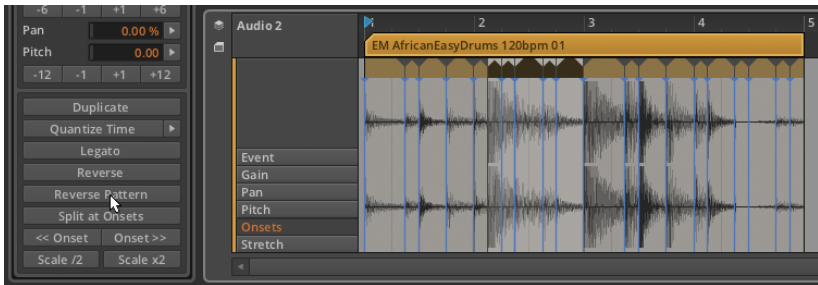 -6 -1 +1 +6
Pan 0.00 %
Pitch 0.00
-12 -1 +1 +12
Duplicate
Quantize Time
Legato
Reverse
Reverse Pattern
Split at Onsets
<< Onset Onset >>
Scale /2 Scale x2
Audio 2
1 2 3 4 5
EM AfricanEasyDrums 120bpm 01
Event
Gain
Pan
Pitch
Onsets
Stretch